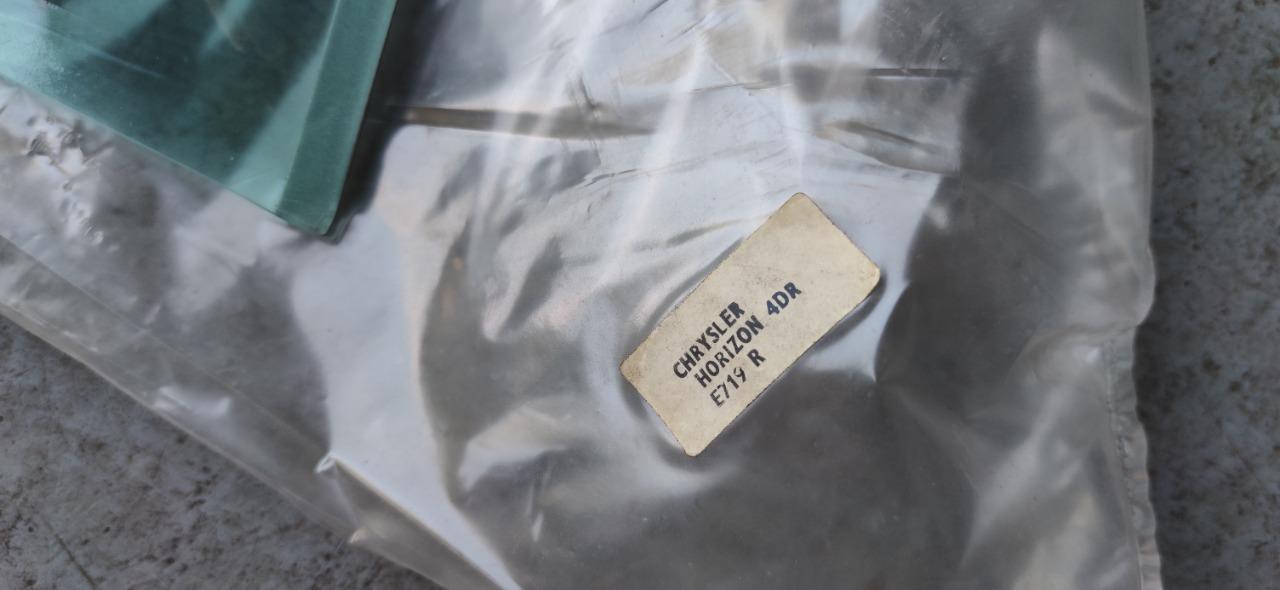 CHRYSLER
HORIZON 4DR
E719 R